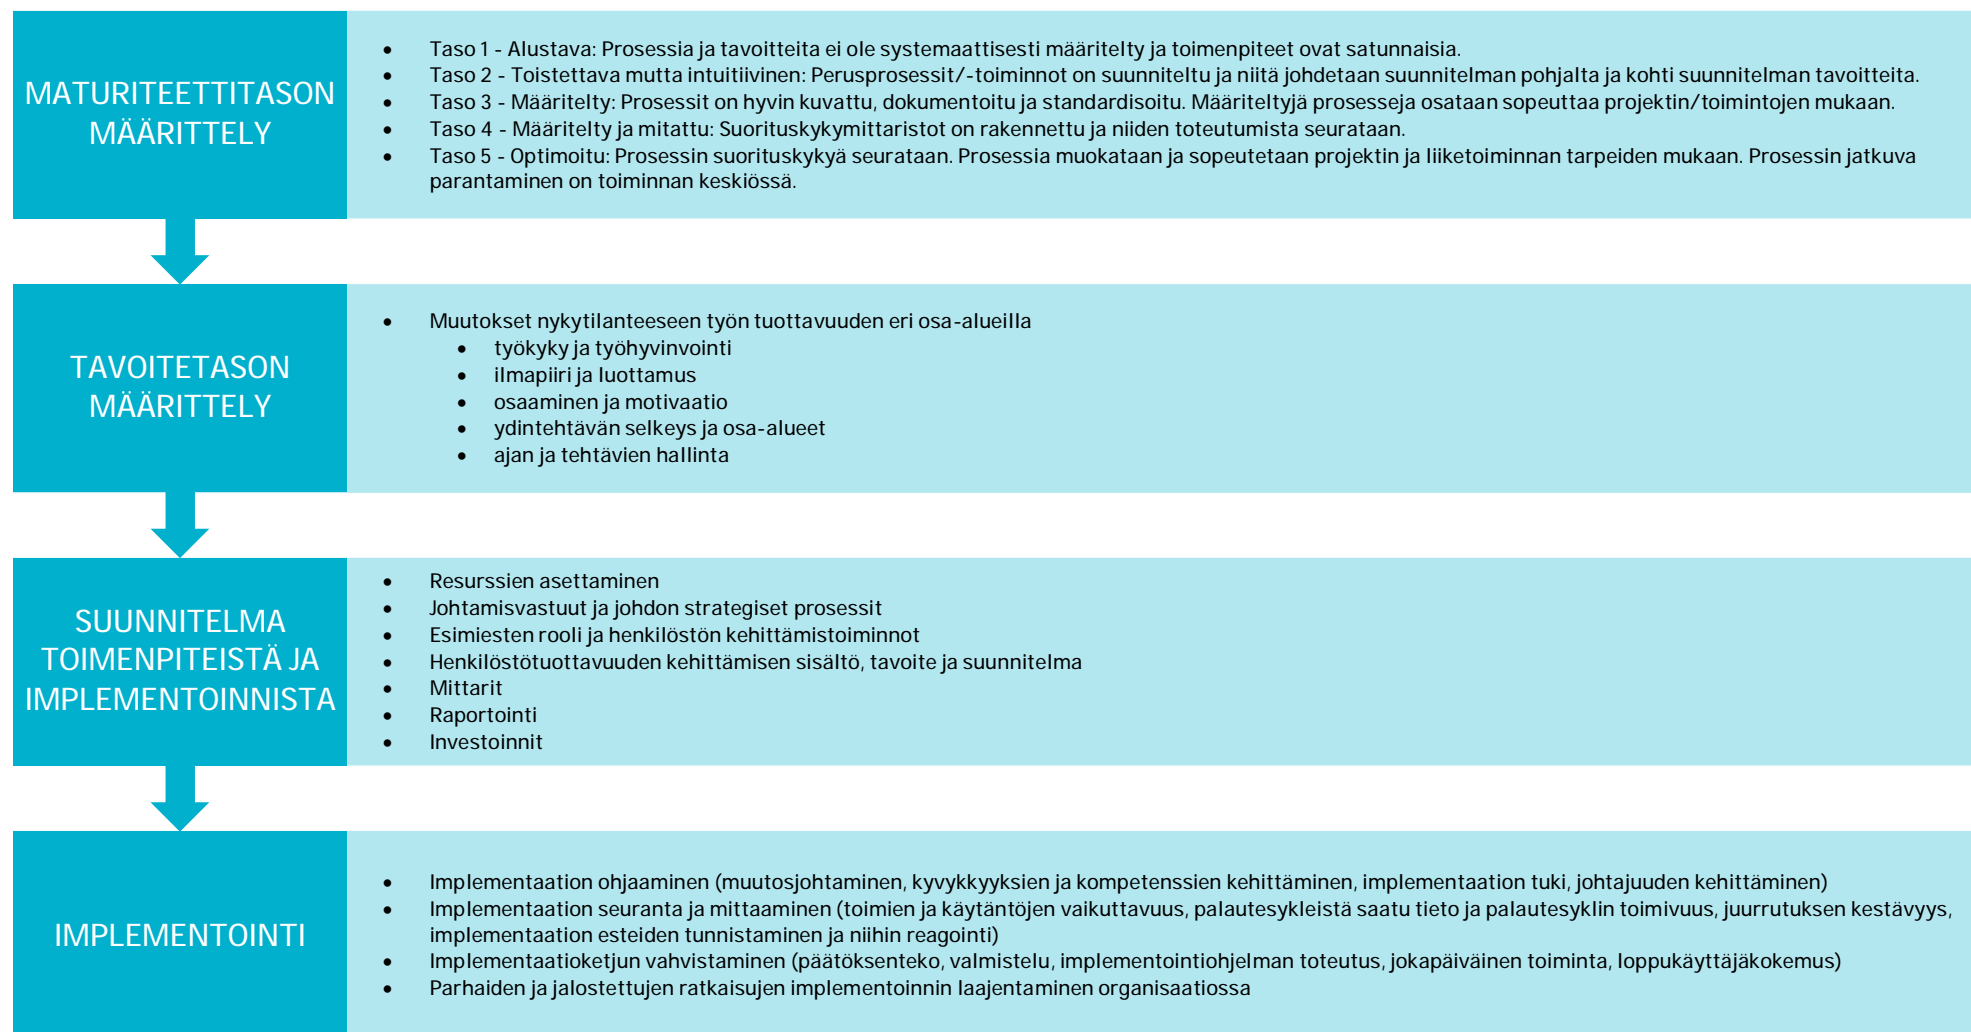 MATURITEETTITASON
MÄÄRITTELY
• Taso 1 - Alustava: Prosessia ja tavoitteita ei ole systemaattisesti määritelty ja toimenpiteet ovat satunnaisia.
• Taso 2 - Toistettava mutta intuitiivinen: Perusprosessit/-toiminnot on suunniteltu ja niitä johdetaan suunnitelman pohjalta ja kohti suunnitelman tavoitteita.
• Taso 3 - Määritelty: Prosessit on hyvin kuvattu, dokumentoitu ja standardisoitu. Määriteltyjä prosesseja osataan sopeuttaa projektin/toimintojen mukaan.
• Taso 4 - Määritelty ja mitattu: Suorituskykymittaristot on rakennettu ja niiden toteutumista seurataan.
• Taso 5 - Optimoitu: Prosessin suorituskykyä seurataan. Prosessia muokataan ja sopeutetaan projektin ja liiketoiminnan tarpeiden mukaan. Prosessin jatkuva
parantaminen on toiminnan keskiössä.
TAVOITETASON
MÄÄRITTELY
• Muutokset nykytilanteeseen työn tuottavuuden eri osa-alueilla
• työkyky ja työhyvinvointi
• ilmapiiri ja luottamus
• osaaminen ja motivaatio
• ydintehtävän selkeys ja osa-alueet
• ajan ja tehtävien hallinta
SUUNNITELMA
TOIMENPITEISTÄ JA
IMPLEMENTOINNISTA
• Resurssien asettaminen
• Johtamisvastuut ja johdon strategiset prosessit
• Esimiesten rooli ja henkilöstön kehittämistoiminnot
• Henkilöstötuottavuuden kehittämisen sisältö, tavoite ja suunnitelma
• Mittarit
• Raportointi
• Investoinnit
IMPLEMENTOINTI
• Implementaation ohjaaminen (muutosjohtaminen, kyvykkyyksien ja kompetenssien kehittäminen, implementaation tuki, johtajuuden kehittäminen)
• Implementaation seuranta ja mittaaminen (toimien ja käytäntöjen vaikuttavuus, palautesykleistä saatu tieto ja palautesyklin toimivuus, juurrutuksen kestävyys,
implementaation esteiden tunnistaminen ja niihin reagointi)
• Implementaatioketjun vahvistaminen (päätöksenteko, valmistelu, implementointiohjelman toteutus, jokapäiväinen toiminta, loppukäyttäjäkokemus)
• Parhaiden ja jalostettujen ratkaisujen implementoinnin laajentaminen organisaatiossa